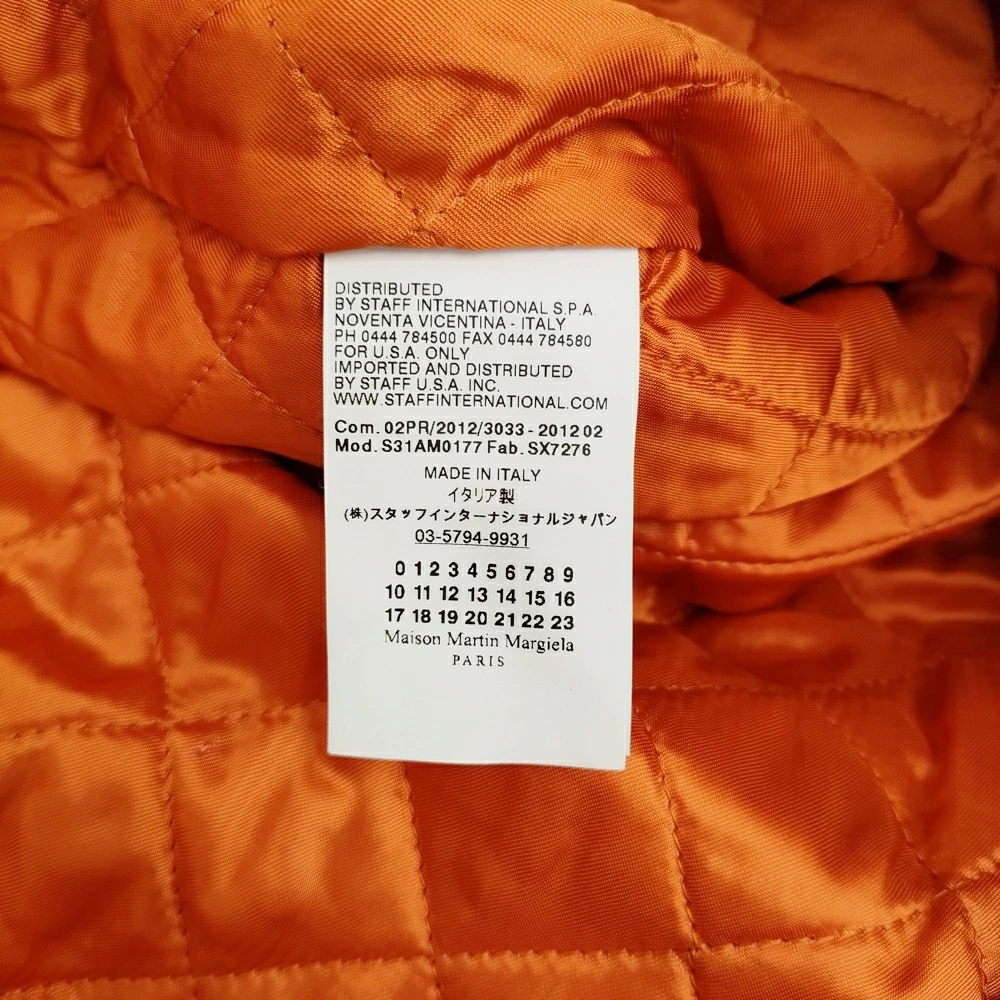 DISTRIBUTED
BY STAFF INTERNATIONAL S.P.A.
NOVENTA VICENTINA - ITALY
PH 0444 784500 FAX 0444 784580
FOR U.S.A. ONLY
IMPORTED AND DISTRIBUTED
BY STAFF U.S.A. INC.
WWW.STAFFINTERNATIONAL.COM
Com. 02PR/2012/3033 - 2012 02
Mod. S31AM0177 Fab. SX7276
MADE IN ITALY
イタリア製
(株)スタッフインターナショナルジャパン
03-5794-9931
0 1 2 3 4 5 6 7 8 9
10 11 12 13 14 15 16
17 18 19 20 21 22 23
Maison Martin Margiela
PARIS